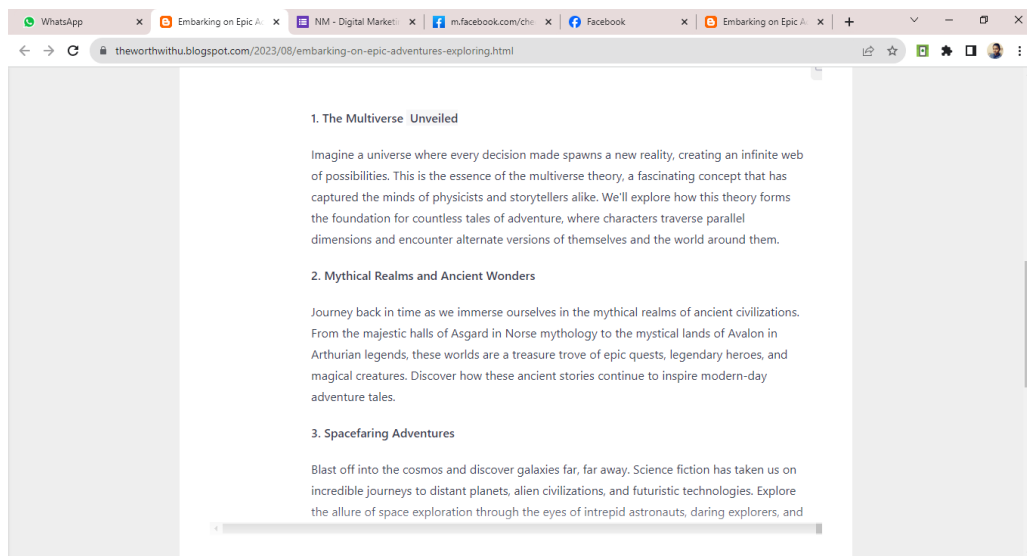 WhatsApp
Embarking on Epic A
NM - Digital Marketi
m.facebook.com/che
Facebook
Embarking on Epic A
theworthwithu.blogspot.com/2023/08/embarking-on-epic-adventures-exploring.html
1. The Multiverse Unveiled
Imagine a universe where every decision made spawns a new reality, creating an infinite web
of possibilities. This is the essence of the multiverse theory, a fascinating concept that has
captured the minds of physicists and storytellers alike. We'll explore how this theory forms
the foundation for countless tales of adventure, where characters traverse parallel
dimensions and encounter alternate versions of themselves and the world around them.
2. Mythical Realms and Ancient Wonders
Journey back in time as we immerse ourselves in the mythical realms of ancient civilizations.
From the majestic halls of Asgard in Norse mythology to the mystical lands of Avalon in
Arthurian legends, these worlds are a treasure trove of epic quests, legendary heroes, and
magical creatures. Discover how these ancient stories continue to inspire modern-day
adventure tales.
3. Spacefaring Adventures
Blast off into the cosmos and discover galaxies far, far away. Science fiction has taken us on
incredible journeys to distant planets, alien civilizations, and futuristic technologies. Explore
the allure of space exploration through the eyes of intrepid astronauts, daring explorers, and